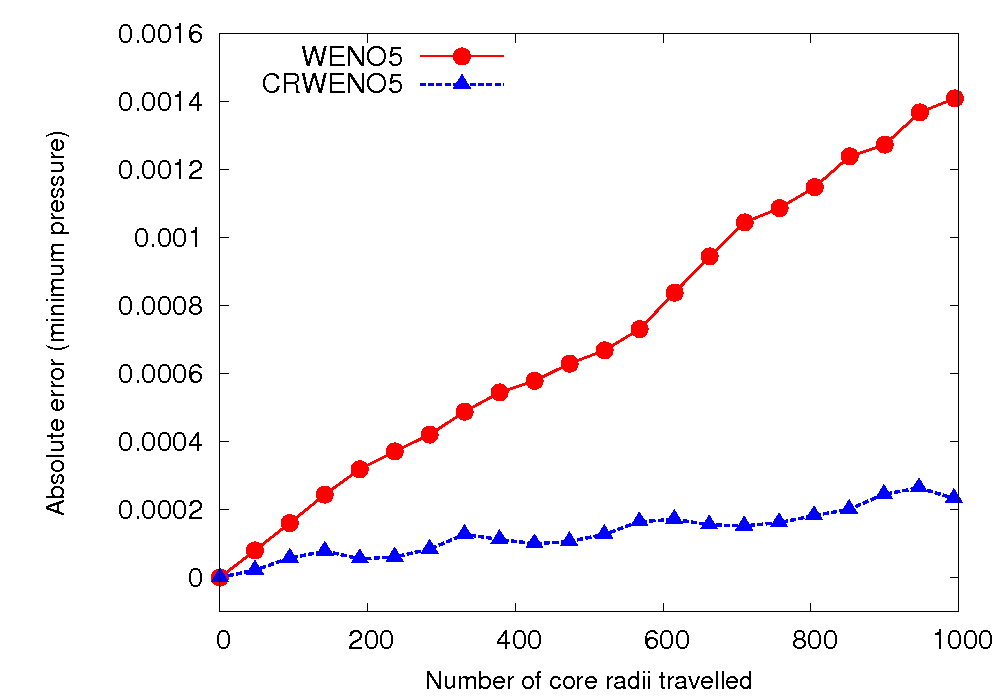 0.0016
0.0014
0.0012
0.001
0.0008
0.0006
0.0004
0.0002
0
0 200 400 600 800 1000
Absolute error (minimum pressure)
Number of core radii travelled
WENO5
CRWENO5